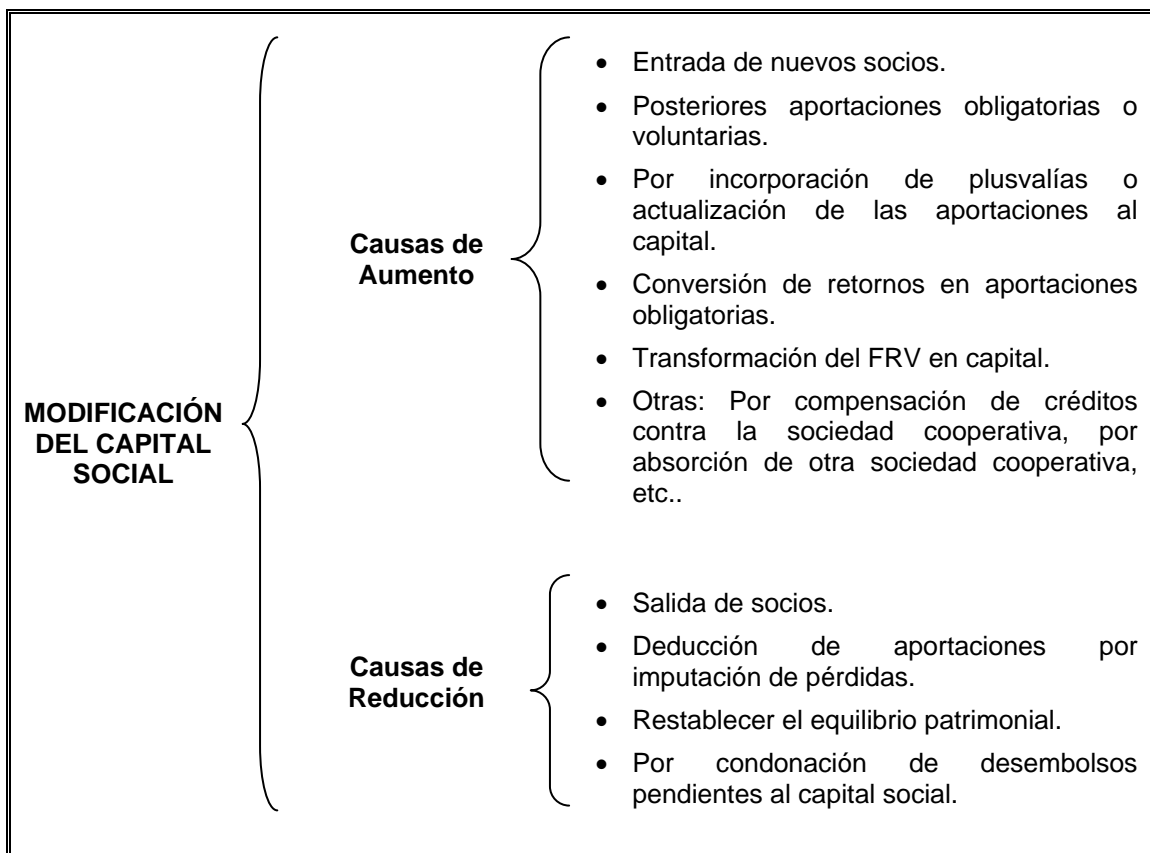 MODIFICACIÓN
DEL CAPITAL
SOCIAL
Causas de
Aumento
• Entrada de nuevos socios.
• Posteriores aportaciones obligatorias o
voluntarias.
• Por incorporación de plusvalías o
actualización de las aportaciones al
capital.
• Conversión de retornos en aportaciones
obligatorias.
• Transformación del FRV en capital.
• Otras: Por compensación de créditos
contra la sociedad cooperativa, por
absorción de otra sociedad cooperativa,
etc..
Causas de
Reducción
• Salida de socios.
• Deducción de aportaciones por
imputación de pérdidas.
• Restablecer el equilibrio patrimonial.
• Por condonación de desembolsos
pendientes al capital social.